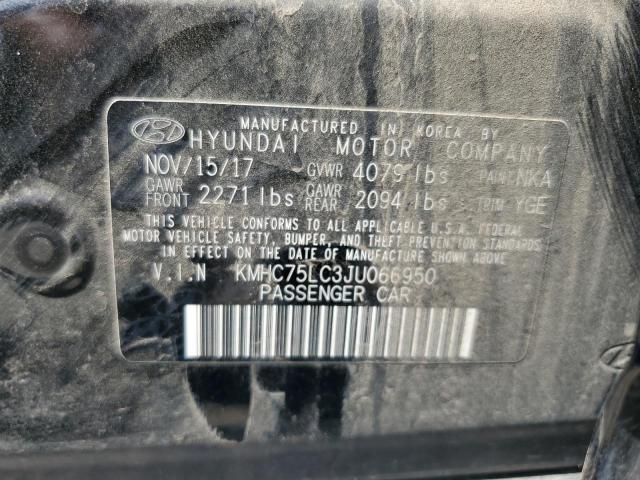 MANUFACTURED IN KOREA BY
HYUNDAI MOTOR COMPANY
NOV/15/17 GVWR 4079 lbs PAINT NKA
GAWR FRONT 2271 lbs GAWR REAR 2094 lbs TRIM YGE
THIS VEHICLE CONFORMS TO ALL APPLICABLE U.S.A. FEDERAL
MOTOR VEHICLE SAFETY, BUMPER, AND THEFT PREVENTION STANDARDS
IN EFFECT ON THE DATE OF MANUFACTURE SHOWN ABOVE.
V.I.N KMHC75LC3JU066950
PASSENGER CAR